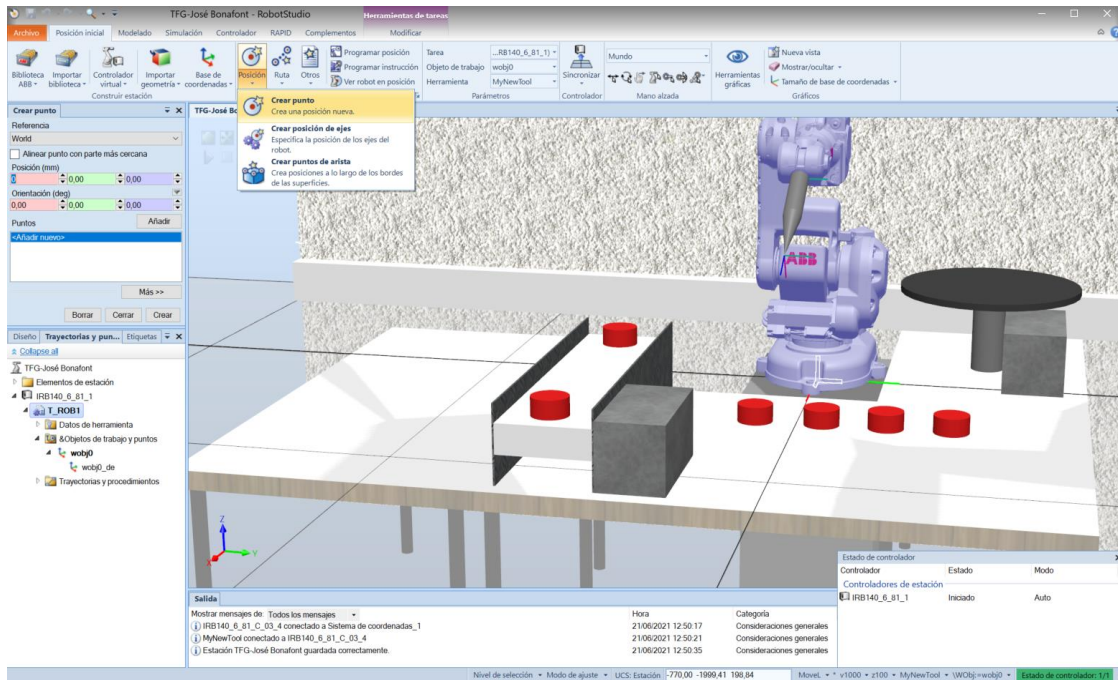 TFG-José Bonafont - RobotStudio
Herramientas de tareas
Archivo Posición inicial Modelado Simulación Controlador RAPID Complementos Modificar
Biblioteca ABB
Importar biblioteca
Controlador virtual
Importar geometría
Base de coordenadas
Construir estación
Posición
Ruta
Otros
Programar posición
Programar instrucción
Ver robot en posición
Tarea ...RB140_6_81_1)
Objeto de trabajo wobj0
Herramienta MyNewTool
Parámetros
Sincronizar
Controlador
Mundo
Mano alzada
Herramientas gráficas
Nueva vista
Mostrar/ocultar
Tamaño de base de coordenadas
Gráficos
Crear punto
Crea una posición nueva.
Crear posición de ejes
Especifica la posición de los ejes del
robot.
Crear puntos de arista
Crea posiciones a lo largo de los bordes
de las superficies.
Crear punto
Referencia
World
Alinear punto con parte más cercana
Posición (mm)
0 0,00 0,00
Orientación (deg)
0,00 0,00 0,00
Puntos Añadir
<Añadir nuevo>
Más >>
Borrar Cerrar Crear
Diseño Trayectorias y pun... Etiquetas
Collapse all
TFG-José Bonafont
Elementos de estación
IRB140_6_81_1
T_ROB1
Datos de herramienta
&Objetos de trabajo y puntos
wobj0
wobj0_de
Trayectorias y procedimientos
TFG-José Bo
ABB
Z
Y
X
Estado de controlador
Controlador Estado Modo
Controladores de estación
IRB140_6_81_1 Iniciado Auto
Salida
Mostrar mensajes de: Todos los mensajes Hora Categoría
IRB140_6_81_C_03_4 conectado a Sistema de coordenadas_1 21/06/2021 12:50:17 Consideraciones generales
MyNewTool conectado a IRB140_6_81_C_03_4 21/06/2021 12:50:21 Consideraciones generales
Estación TFG-José Bonafont guardada correctamente. 21/06/2021 12:50:35 Consideraciones generales
Nivel de selección Modo de ajuste UCS: Estación -770,00 -1999,41 198,84 MoveL * v1000 z100 MyNewTool \WObj:=wobj0 Estado de controlador: 1/1